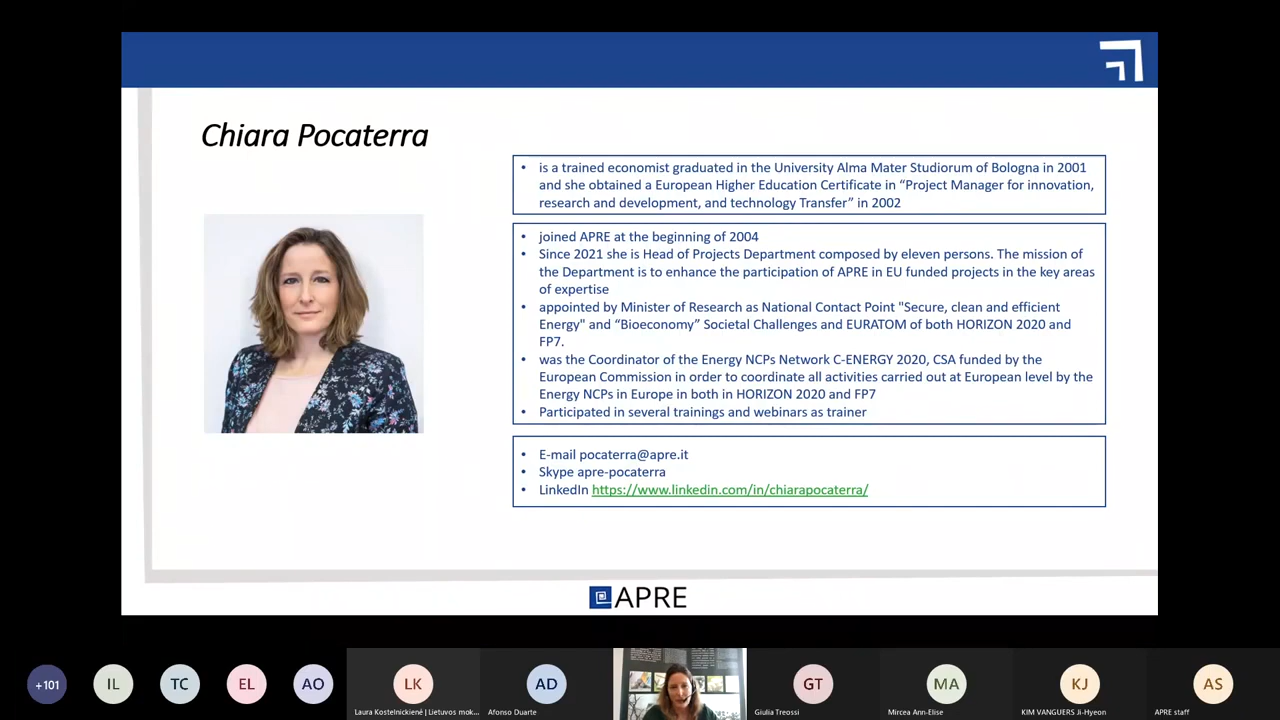 Chiara Pocaterra
• is a trained economist graduated in the University Alma Mater Studiorum of Bologna in 2001
and she obtained a European Higher Education Certificate in “Project Manager for innovation,
research and development, and technology Transfer” in 2002
• joined APRE at the beginning of 2004
• Since 2021 she is Head of Projects Department composed by eleven persons. The mission of
the Department is to enhance the participation of APRE in EU funded projects in the key areas
of expertise
• appointed by Minister of Research as National Contact Point "Secure, clean and efficient
Energy" and “Bioeconomy” Societal Challenges and EURATOM of both HORIZON 2020 and
FP7.
• was the Coordinator of the Energy NCPs Network C-ENERGY 2020, CSA funded by the
European Commission in order to coordinate all activities carried out at European level by the
Energy NCPs in Europe in both in HORIZON 2020 and FP7
• Participated in several trainings and webinars as trainer
• E-mail pocaterra@apre.it
• Skype apre-pocaterra
• LinkedIn https://www.linkedin.com/in/chiarapocaterra/
APRE
+101
IL
TC
EL
AO
LK
AD
GT
MA
KJ
AS
Laura Kostelnickienė | Lietuvos mok...
Afonso Duarte
Giulia Treossi
Mircea Ann-Elise
KIM VANGUERS Ji-Hyeon
APRE staff